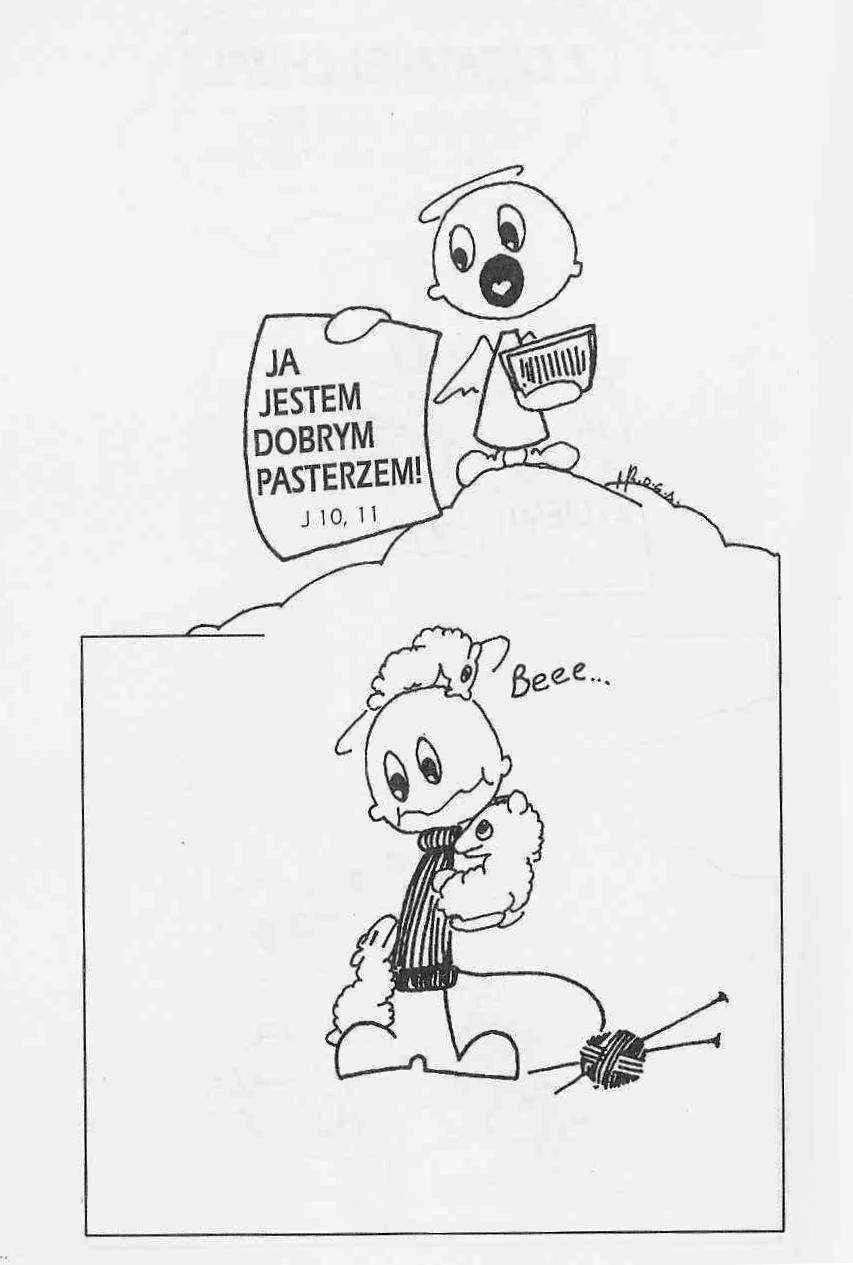 JA
JESTEM
DOBRYM
PASTERZEM!
J 10, 11
Beee...